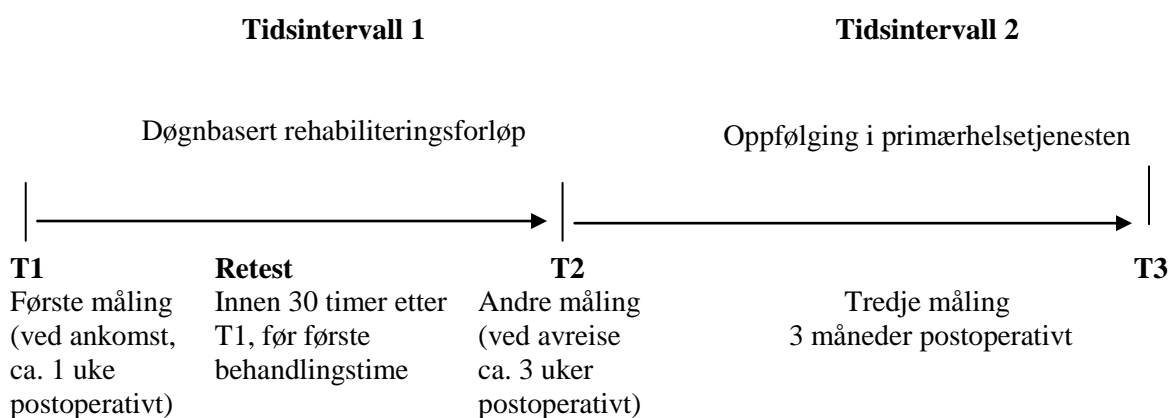 Tidsintervall 1
Tidsintervall 2
Døgnbasert rehabiliteringsforløp
Oppfølging i primærhelsetjenesten
T1
Første måling
(ved ankomst,
ca. 1 uke
postoperativt)
Retest
Innen 30 timer etter
T1, før første
behandlingstime
T2
Andre måling
(ved avreise
ca. 3 uker
postoperativt)
T3
Tredje måling
3 måneder postoperativt